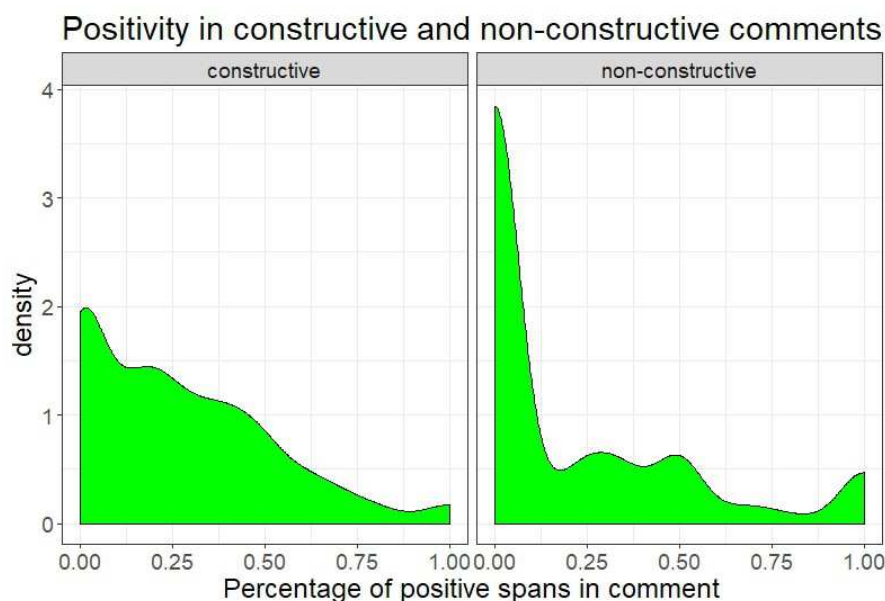 Positivity in constructive and non-constructive comments
constructive
non-constructive
4
3
2
1
0
density
0.00 0.25 0.50 0.75 1.00 0.00 0.25 0.50 0.75 1.00
Percentage of positive spans in comment